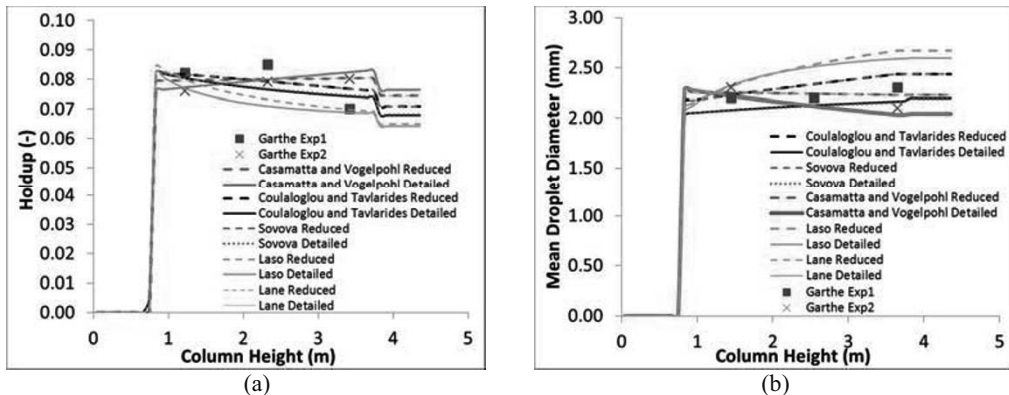 0.10
0.09
0.08
0.07
0.06
0.05
0.04
0.03
0.02
0.01
0.00
Holdup (-)
Garthe Exp1
Garthe Exp2
Casamatta and Vogelpohl Reduced
Casamatta and Vogelpohl Detailed
Coulaloglou and Tavlarides Reduced
Coulaloglou and Tavlarides Detailed
Sovova Reduced
Sovova Detailed
Laso Reduced
Laso Detailed
Lane Reduced
Lane Detailed
0 1 2 3 4 5
Column Height (m)
(a)
3.00
2.50
2.00
1.50
1.00
0.50
0.00
Mean Droplet Diameter (mm)
Coulaloglou and Tavlarides Reduced
Coulaloglou and Tavlarides Detailed
Sovova Reduced
Sovova Detailed
Casamatta and Vogelpohl Reduced
Casamatta and Vogelpohl Detailed
Laso Reduced
Laso Detailed
Lane Reduced
Lane Detailed
Garthe Exp1
Garthe Exp2
0 1 2 3 4 5
Column Height (m)
(b)